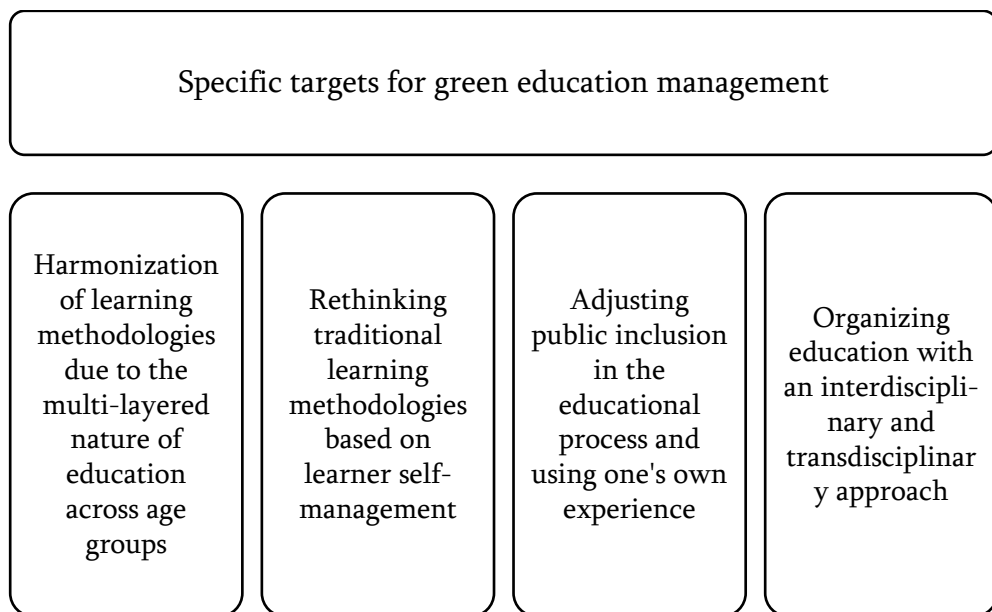 Specific targets for green education management
Harmonization
of learning
methodologies
due to the
multi-layered
nature of
education
across age
groups
Rethinking
traditional
learning
methodologies
based on
learner self-
management
Adjusting
public inclusion
in the
educational
process and
using one's own
experience
Organizing
education with
an interdiscipli-
nary and
transdisciplinar
y approach